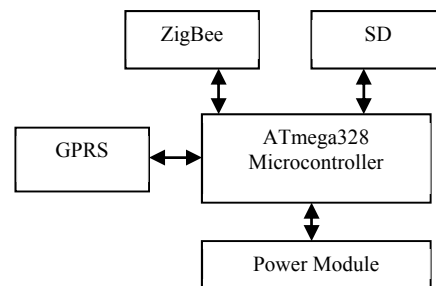 ZigBee
SD
GPRS
ATmega328
Microcontroller
Power Module